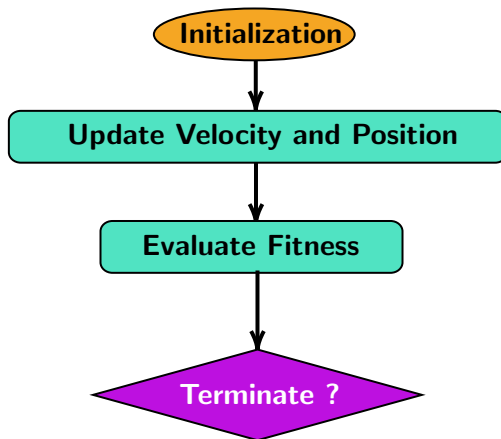 Initialization
Update Velocity and Position
Evaluate Fitness
Terminate ?